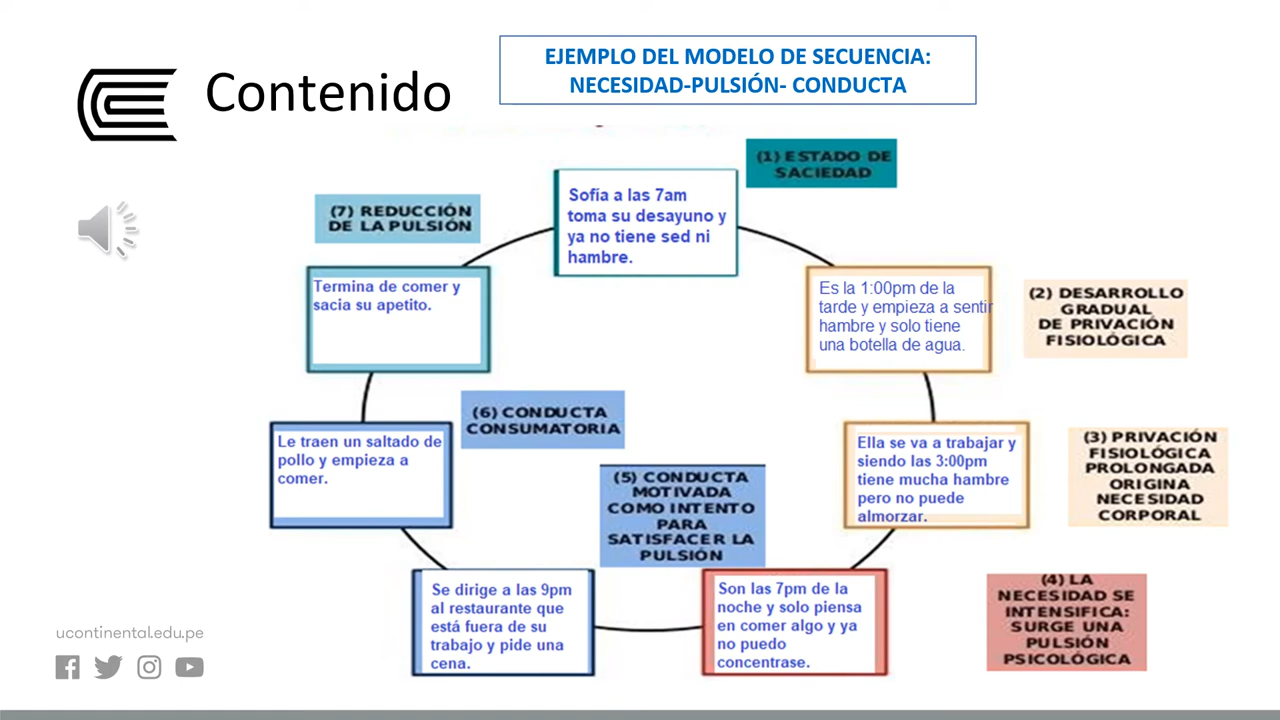 Contenido
EJEMPLO DEL MODELO DE SECUENCIA:
NECESIDAD-PULSIÓN- CONDUCTA
(1) ESTADO DE
SACIEDAD
Sofía a las 7am
toma su desayuno y
ya no tiene sed ni
hambre.
(2) DESARROLLO
GRADUAL
DE PRIVACIÓN
FISIOLÓGICA
Es la 1:00pm de la
tarde y empieza a sentir
hambre y solo tiene
una botella de agua.
(3) PRIVACIÓN
FISIOLÓGICA
PROLONGADA
ORIGINA
NECESIDAD
CORPORAL
Ella se va a trabajar y
siendo las 3:00pm
tiene mucha hambre
pero no puede
almorzar.
(4) LA
NECESIDAD SE
INTENSIFICA:
SURGE UNA
PULSIÓN
PSICOLÓGICA
Son las 7pm de la
noche y solo piensa
en comer algo y ya
no puedo
concentrase.
(5) CONDUCTA
MOTIVADA
COMO INTENTO
PARA
SATISFACER LA
PULSIÓN
Se dirige a las 9pm
al restaurante que
está fuera de su
trabajo y pide una
cena.
(6) CONDUCTA
CONSUMATORIA
Le traen un saltado de
pollo y empieza a
comer.
(7) REDUCCIÓN
DE LA PULSIÓN
Termina de comer y
sacia su apetito.
ucontinental.edu.pe